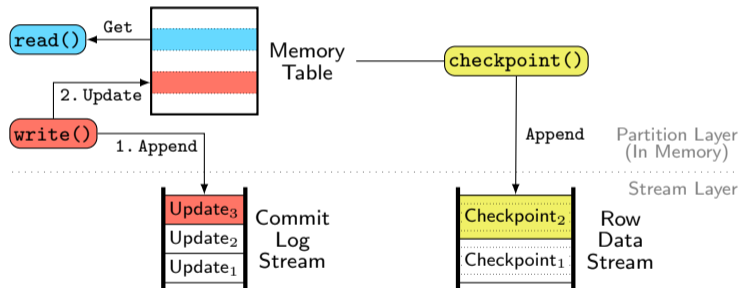 Get
read()
Memory
Table
checkpoint()
2. Update
write()
1. Append
Append
Partition Layer
(In Memory)
Stream Layer
Update3
Update2
Update1
Commit
Log
Stream
Checkpoint2
Checkpoint1
Row
Data
Stream